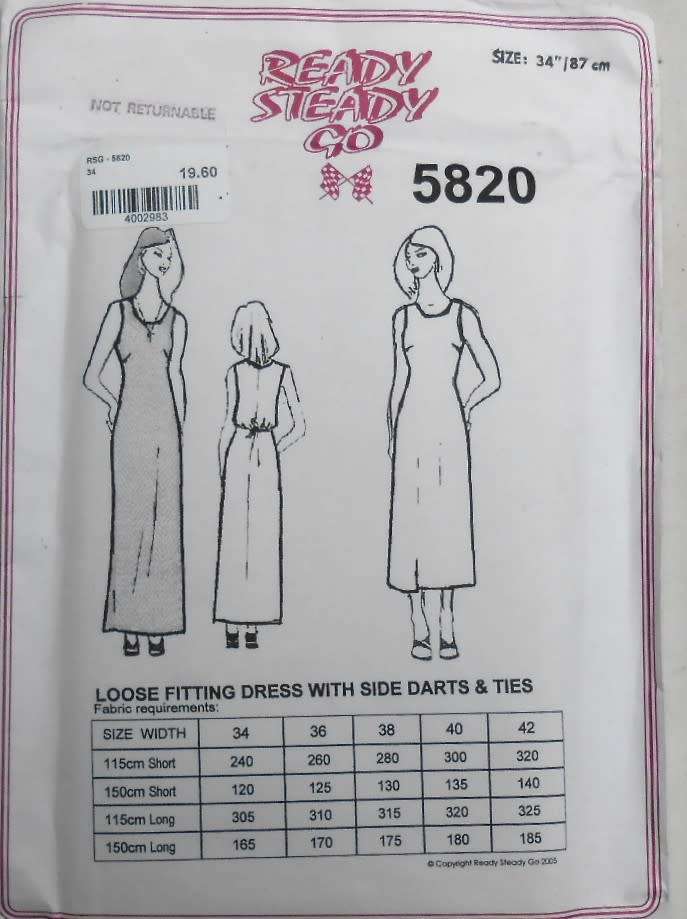 SIZE: 34"/87 cm
READY
STEADY
GO
NOT RETURNABLE
RSG - 5820
34
19.60
4002983
5820
LOOSE FITTING DRESS WITH SIDE DARTS & TIES
Fabric requirements:
SIZE WIDTH 34 36 38 40 42
115cm Short 240 260 280 300 320
150cm Short 120 125 130 135 140
115cm Long 305 310 315 320 325
150cm Long 165 170 175 180 185
© Copyright Ready Steady Go 2005